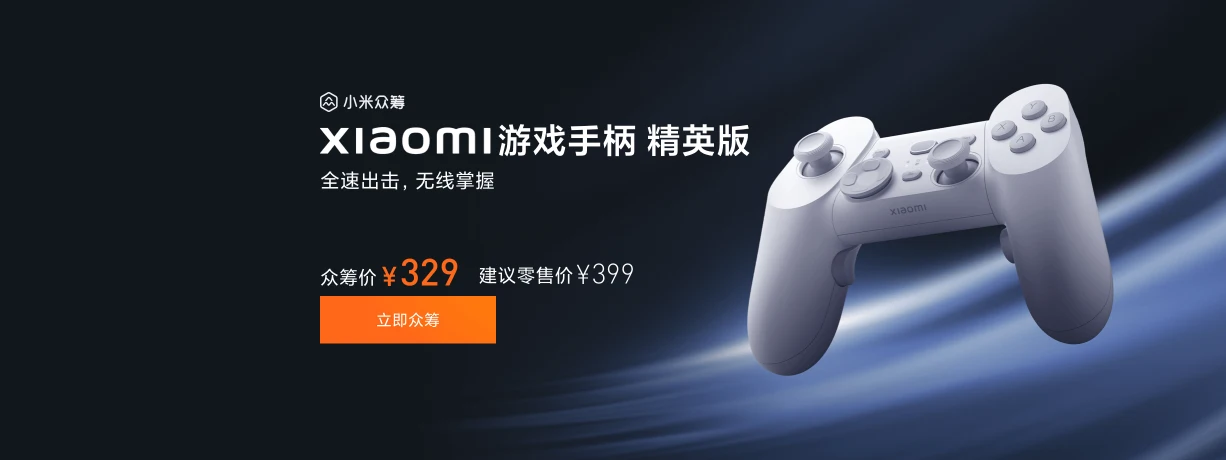 小米众筹
xiaomi游戏手柄 精英版
全速出击，无线掌握
众筹价 ¥329 建议零售价¥399
立即众筹
xiaomi
Y
X
B
A